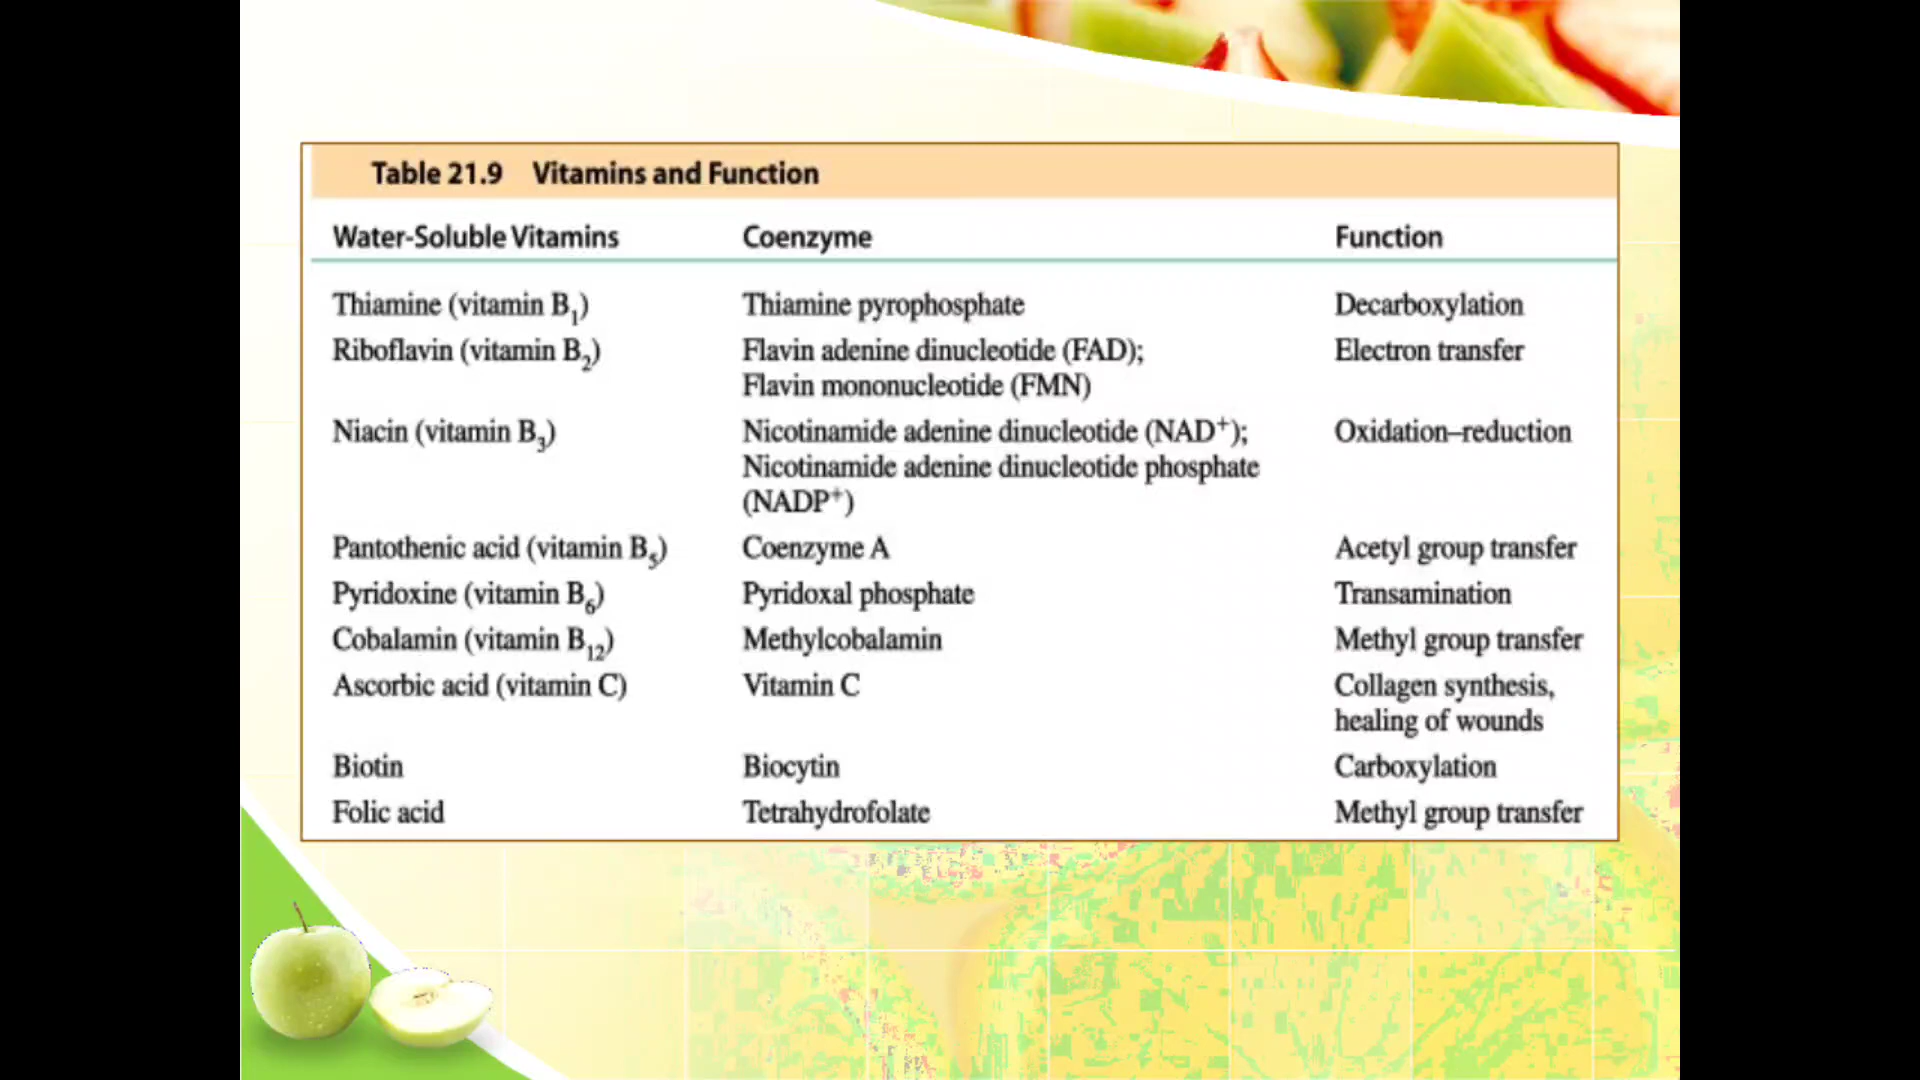 Table 21.9 Vitamins and Function
Water-Soluble Vitamins Coenzyme Function
Thiamine (vitamin B₁) Thiamine pyrophosphate Decarboxylation
Riboflavin (vitamin B₂) Flavin adenine dinucleotide (FAD); Electron transfer
Flavin mononucleotide (FMN)
Niacin (vitamin B₃) Nicotinamide adenine dinucleotide (NAD⁺); Oxidation–reduction
Nicotinamide adenine dinucleotide phosphate
(NADP⁺)
Pantothenic acid (vitamin B₅) Coenzyme A Acetyl group transfer
Pyridoxine (vitamin B₆) Pyridoxal phosphate Transamination
Cobalamin (vitamin B₁₂) Methylcobalamin Methyl group transfer
Ascorbic acid (vitamin C) Vitamin C Collagen synthesis,
healing of wounds
Biotin Biocytin Carboxylation
Folic acid Tetrahydrofolate Methyl group transfer